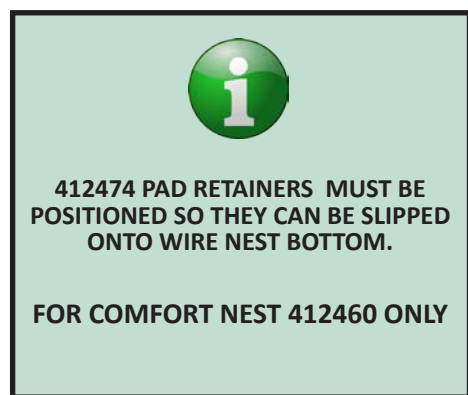 412474 PAD RETAINERS MUST BE
POSITIONED SO THEY CAN BE SLIPPED
ONTO WIRE NEST BOTTOM.
FOR COMFORT NEST 412460 ONLY